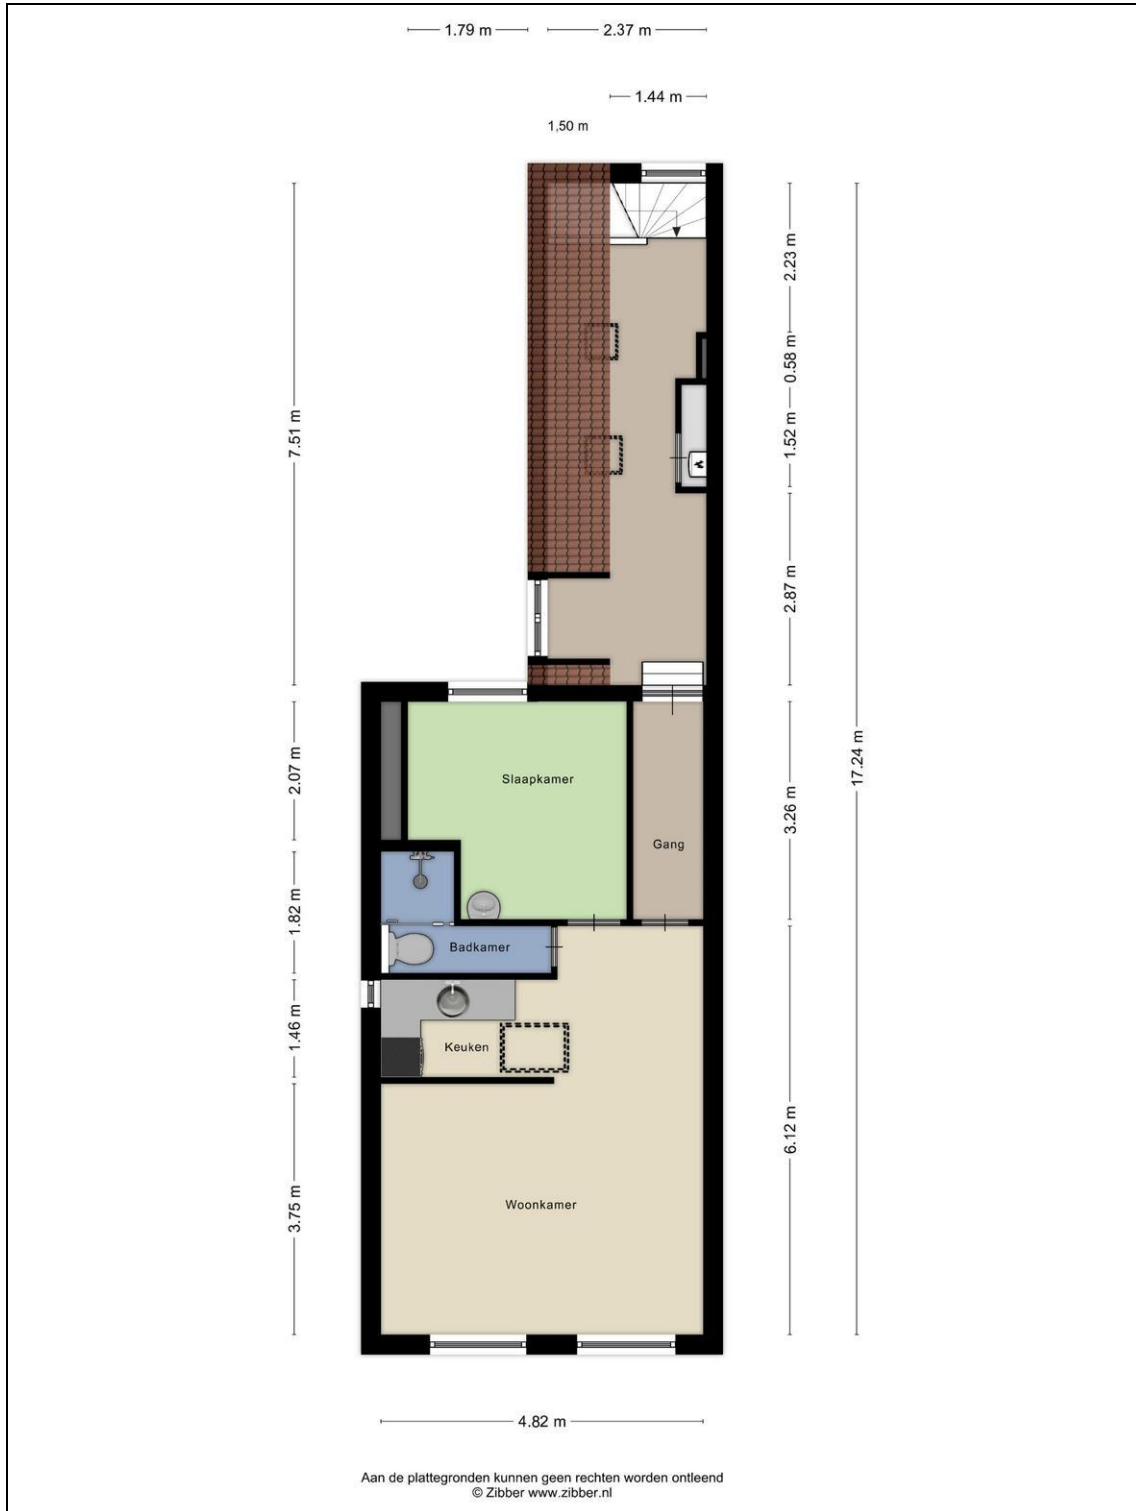 1.79 m
2.37 m
1.44 m
1,50 m
2.23 m
0.58 m
7.51 m
1.52 m
2.87 m
17.24 m
Slaapkamer
2.07 m
3.26 m
Gang
1.82 m
Badkamer
1.46 m
Keuken
6.12 m
3.75 m
Woonkamer
4.82 m
Aan de plattegronden kunnen geen rechten worden ontleend
© Zibber www.zibber.nl